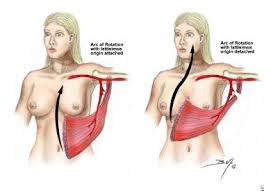 Arc of Rotation
with latissimus
origin attached
Arc of Rotation
with latissimus
origin detached